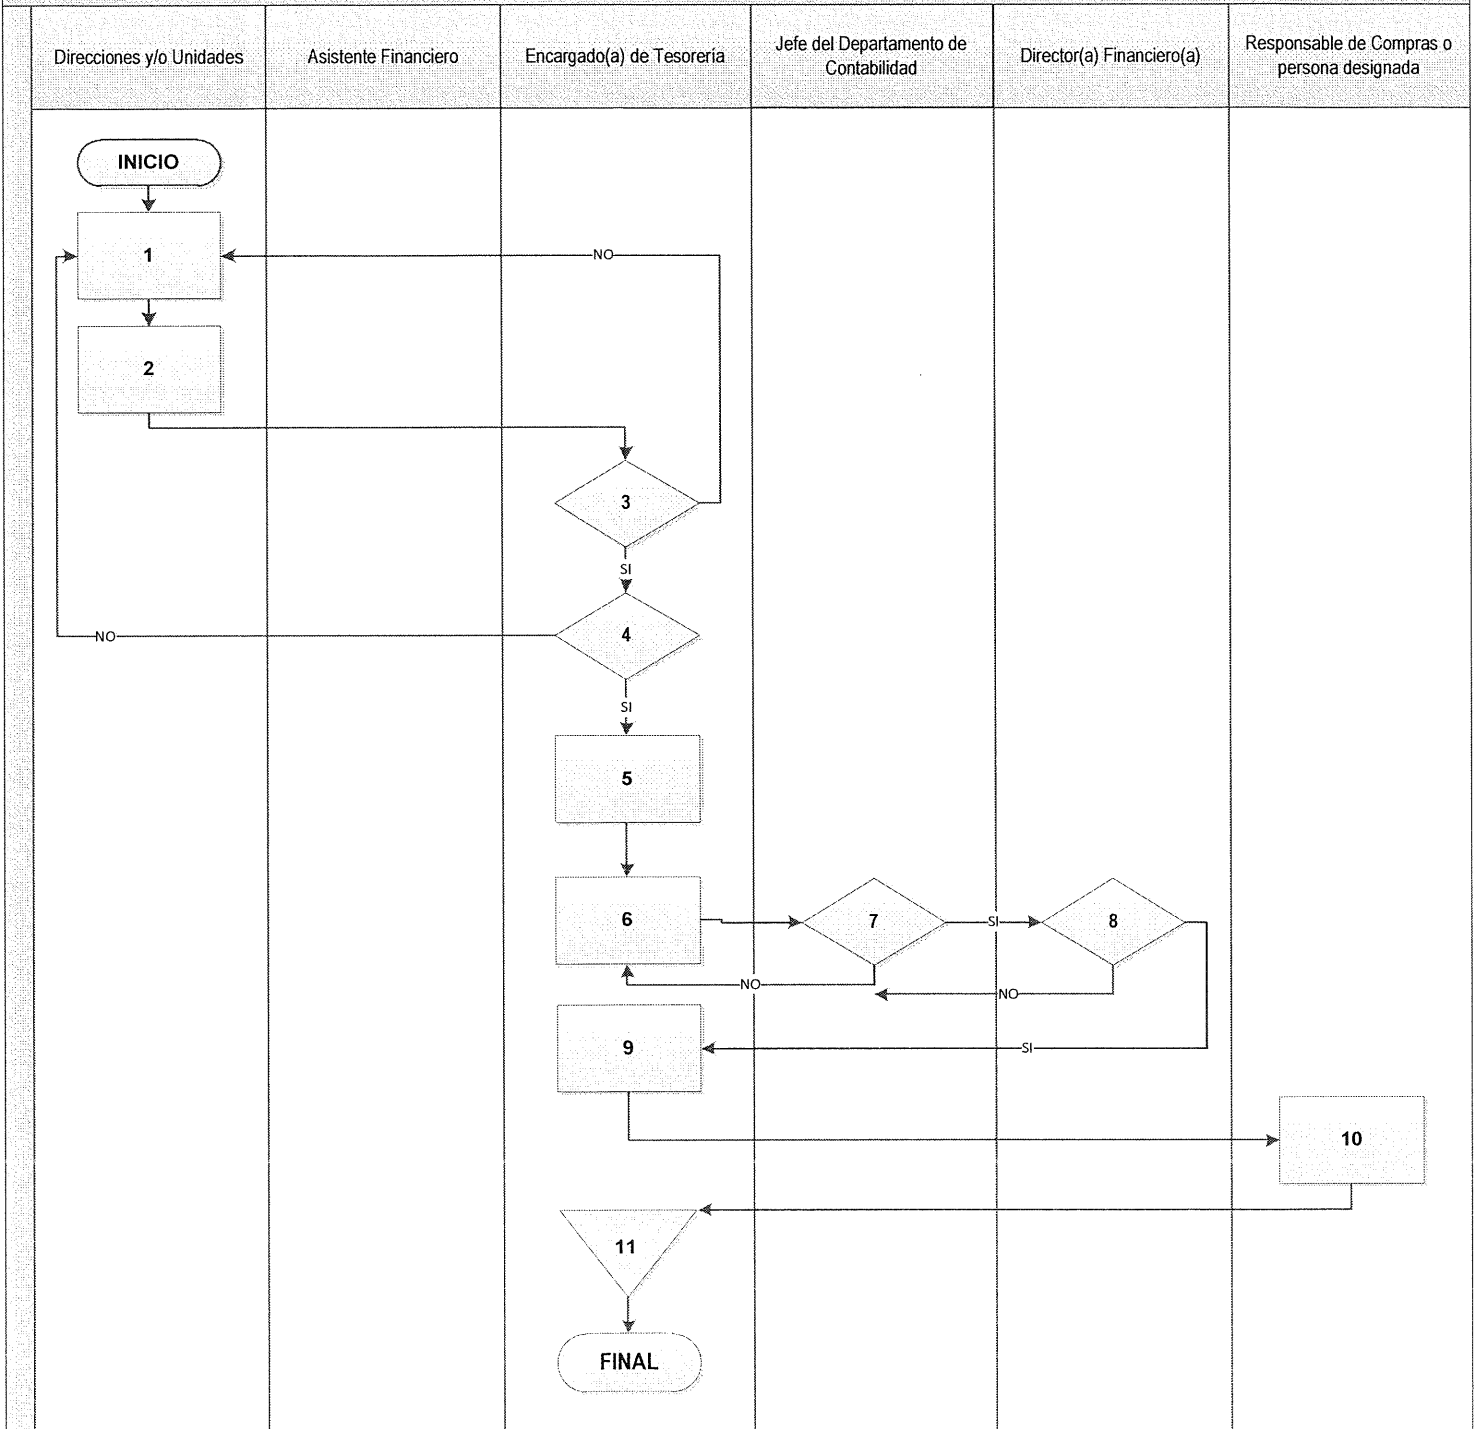 Direcciones y/o Unidades
Asistente Financiero
Encargado(a) de Tesorería
Jefe del Departamento de
Contabilidad
Director(a) Financiero(a)
Responsable de Compras o
persona designada
INICIO
1
NO
2
3
SI
4
NO
SI
5
6
7
SI
8
NO
NO
9
SI
10
11
FINAL